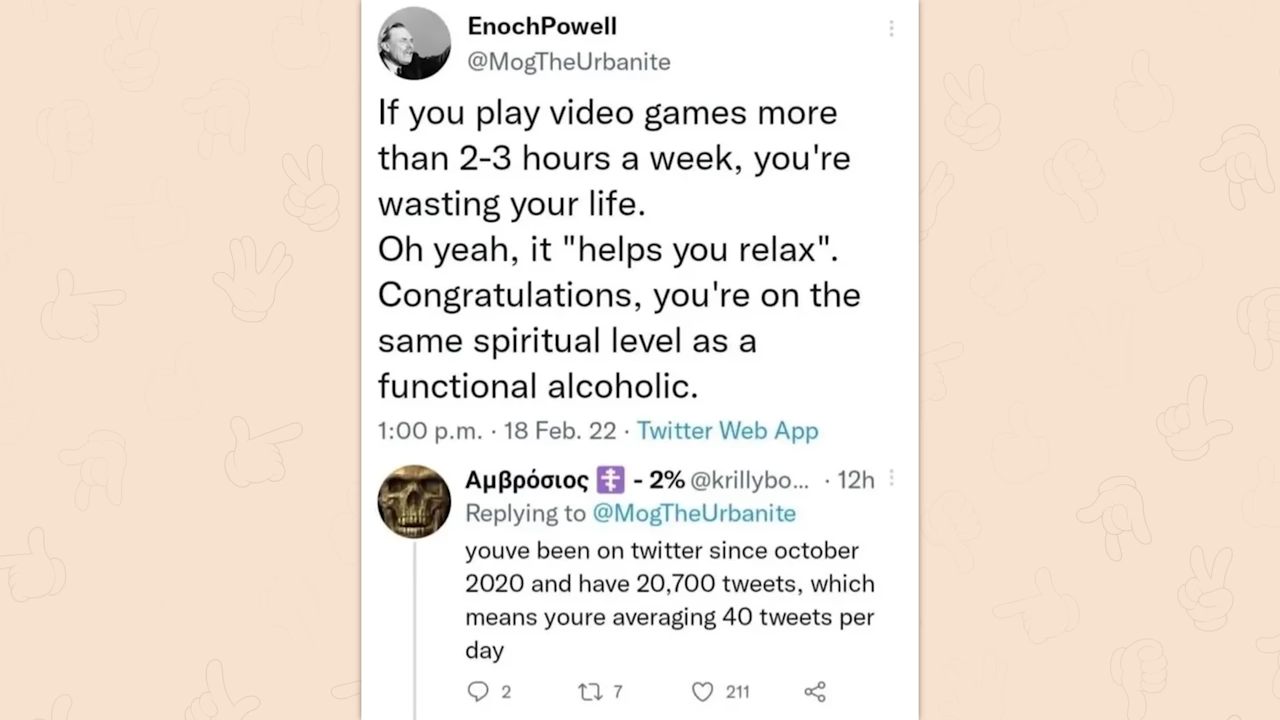 EnochPowell
@MogTheUrbanite
If you play video games more
than 2-3 hours a week, you're
wasting your life.
Oh yeah, it "helps you relax".
Congratulations, you're on the
same spiritual level as a
functional alcoholic.
1:00 p.m. · 18 Feb. 22 · Twitter Web App
Αμβρόσιος ☦️ - 2% @krillybo... · 12h
Replying to @MogTheUrbanite
youve been on twitter since october
2020 and have 20,700 tweets, which
means youre averaging 40 tweets per
day
2 7 211